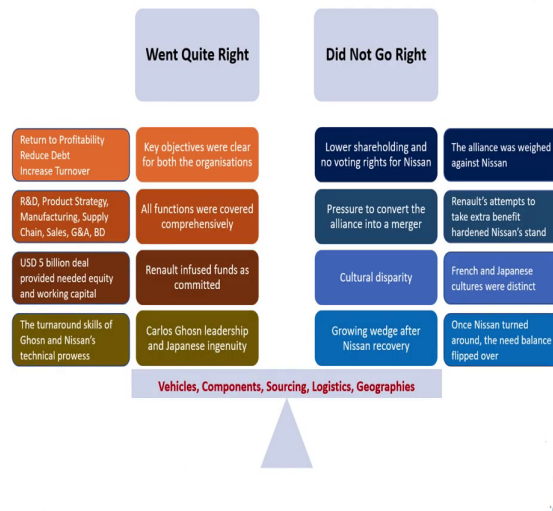 Went Quite Right
Did Not Go Right
Return to Profitability
Reduce Debt
Increase Turnover
Key objectives were clear
for both the organisations
Lower shareholding and
no voting rights for Nissan
The alliance was weighed
against Nissan
R&D, Product Strategy,
Manufacturing, Supply
Chain, Sales, G&A, BD
All functions were covered
comprehensively
Pressure to convert the
alliance into a merger
Renault's attempts to
take extra benefit
hardened Nissan's stand
USD 5 billion deal
provided needed equity
and working capital
Renault infused funds as
committed
Cultural disparity
French and Japanese
cultures were distinct
The turnaround skills of
Ghosn and Nissan's
technical prowess
Carlos Ghosn leadership
and Japanese ingenuity
Growing wedge after
Nissan recovery
Once Nissan turned
around, the need balance
flipped over
Vehicles, Components, Sourcing, Logistics, Geographies